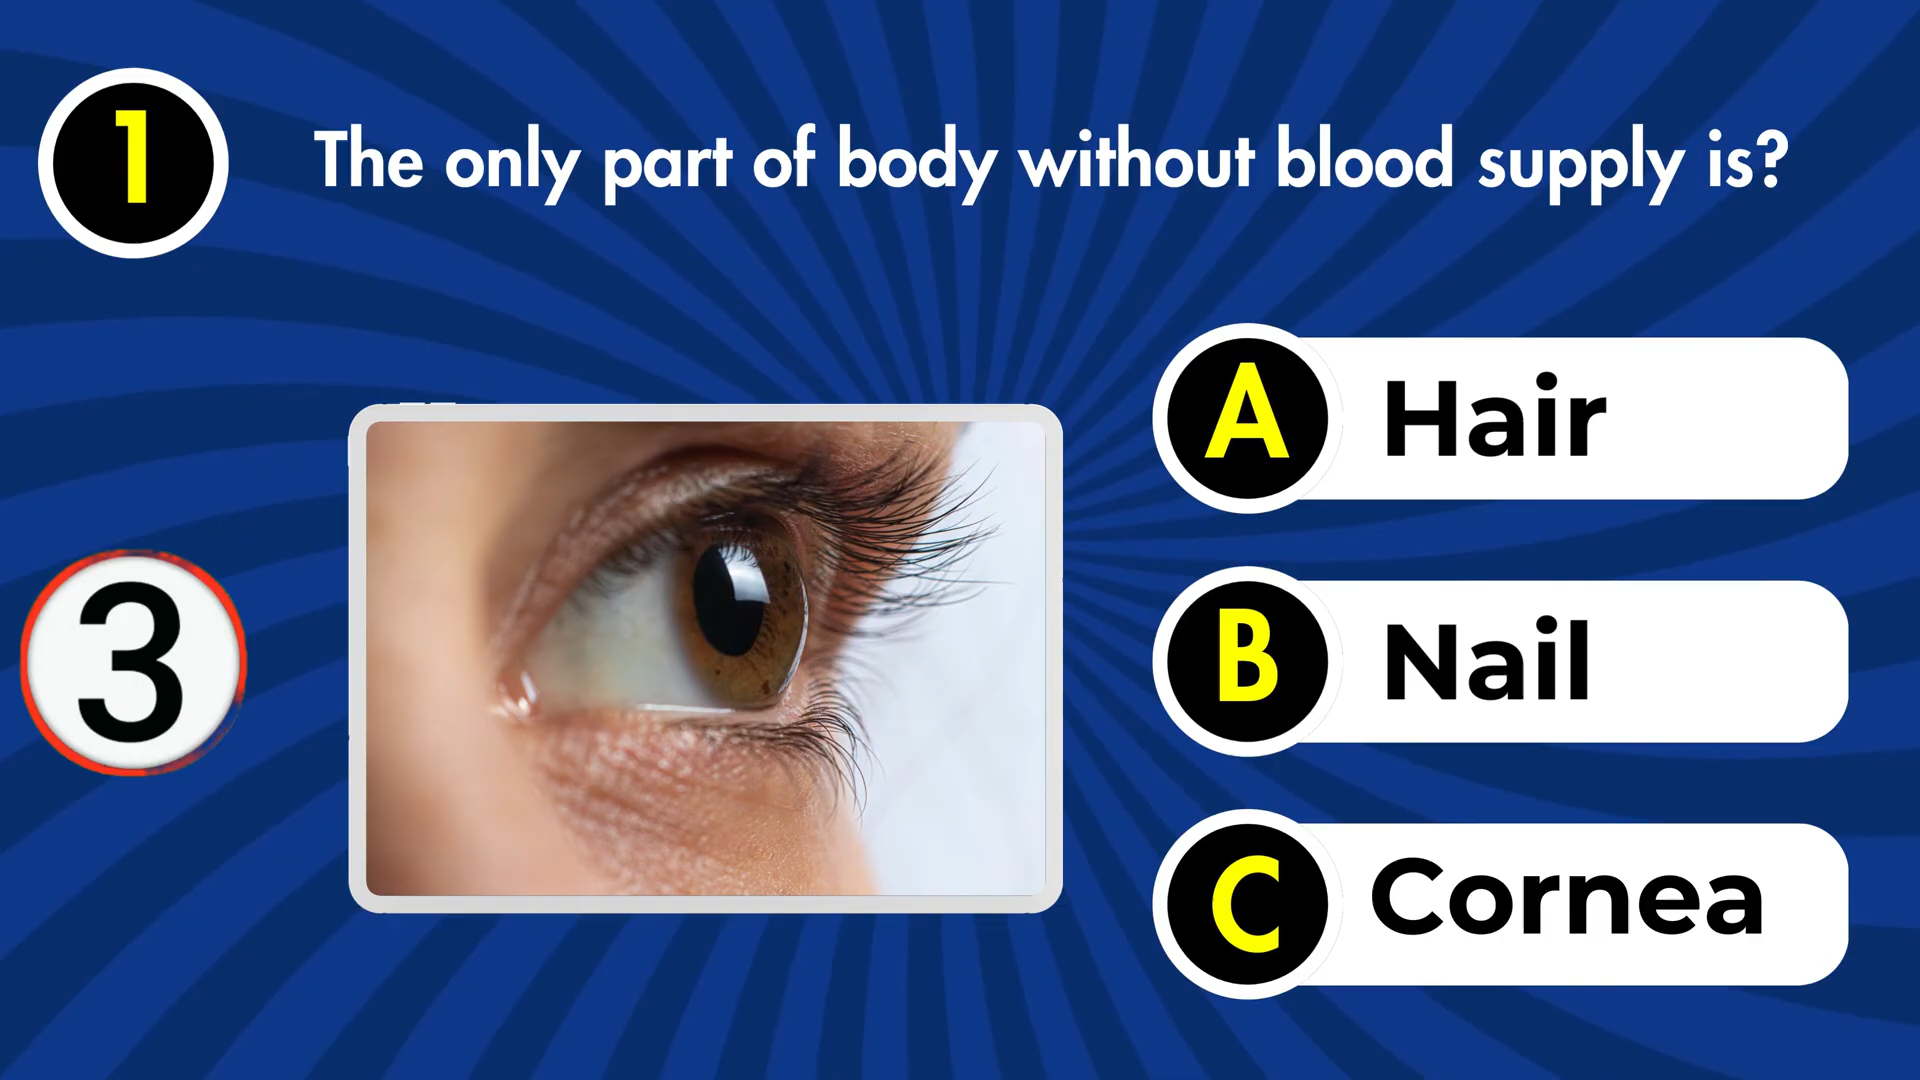 1
The only part of body without blood supply is?
A Hair
3
B Nail
C Cornea